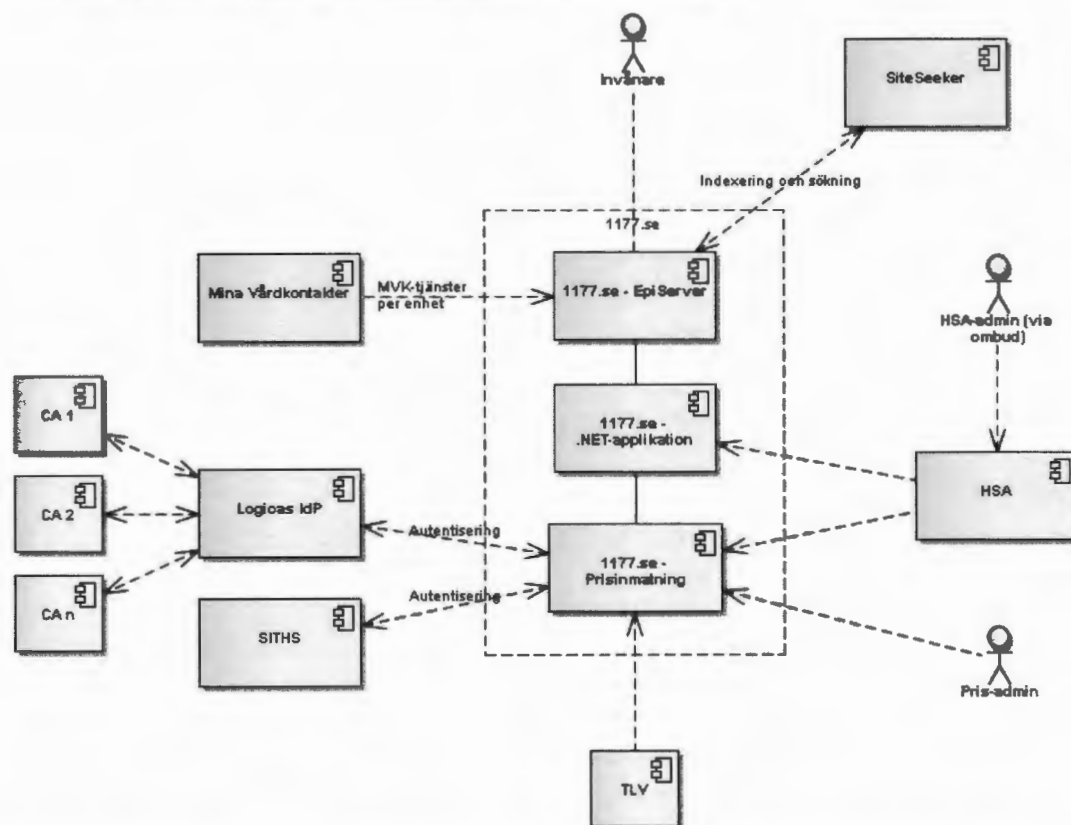 Invånare
SiteSeeker
Indexering och sökning
1177.se
Mina Vårdkontakter
MVK-tjänster
per enhet
1177.se - EpiServer
HSA-admin (via
ombud)
CA 1
1177.se -
.NET-applikation
CA 2
Logicas IdP
HSA
Autentisering
1177.se -
Prisinmatning
CA n
Autentisering
SITHS
Pris-admin
TLV